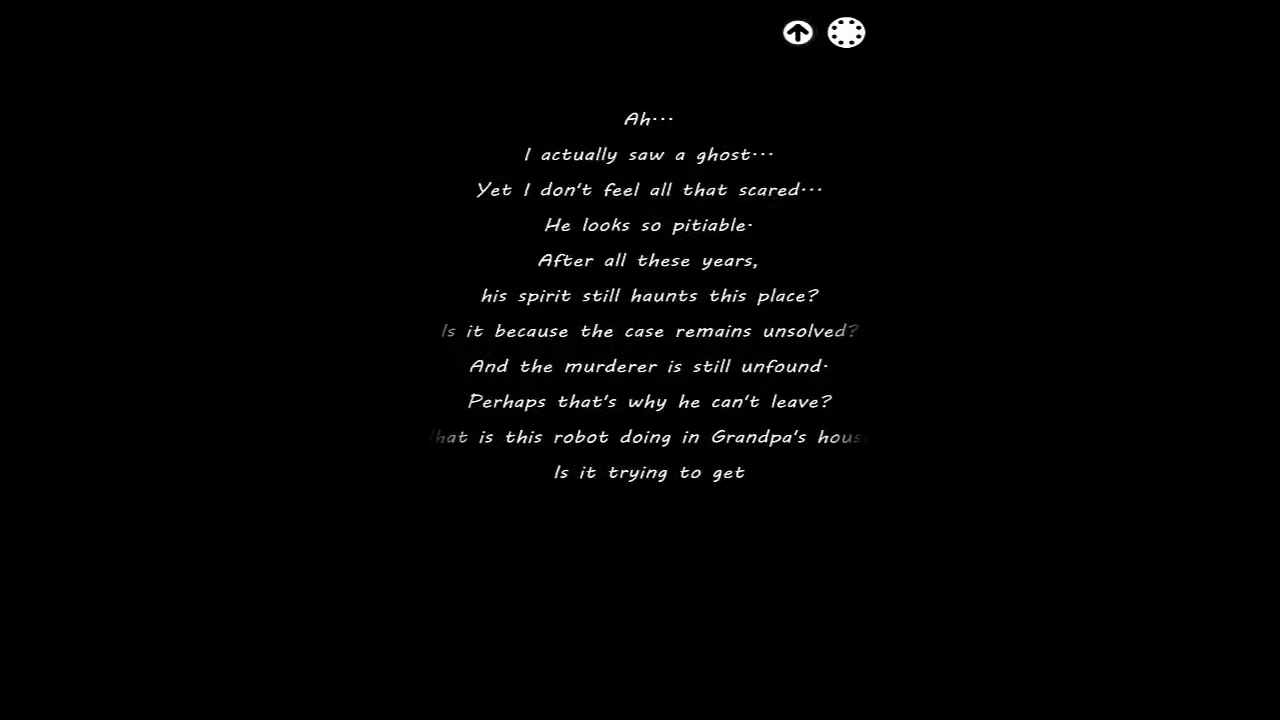 Ah...
I actually saw a ghost...
Yet I don't feel all that scared...
He looks so pitiable.
After all these years,
his spirit still haunts this place?
Is it because the case remains unsolved?
And the murderer is still unfound.
Perhaps that's why he can't leave?
is this robot doing in Grandpa's
Is it trying to get